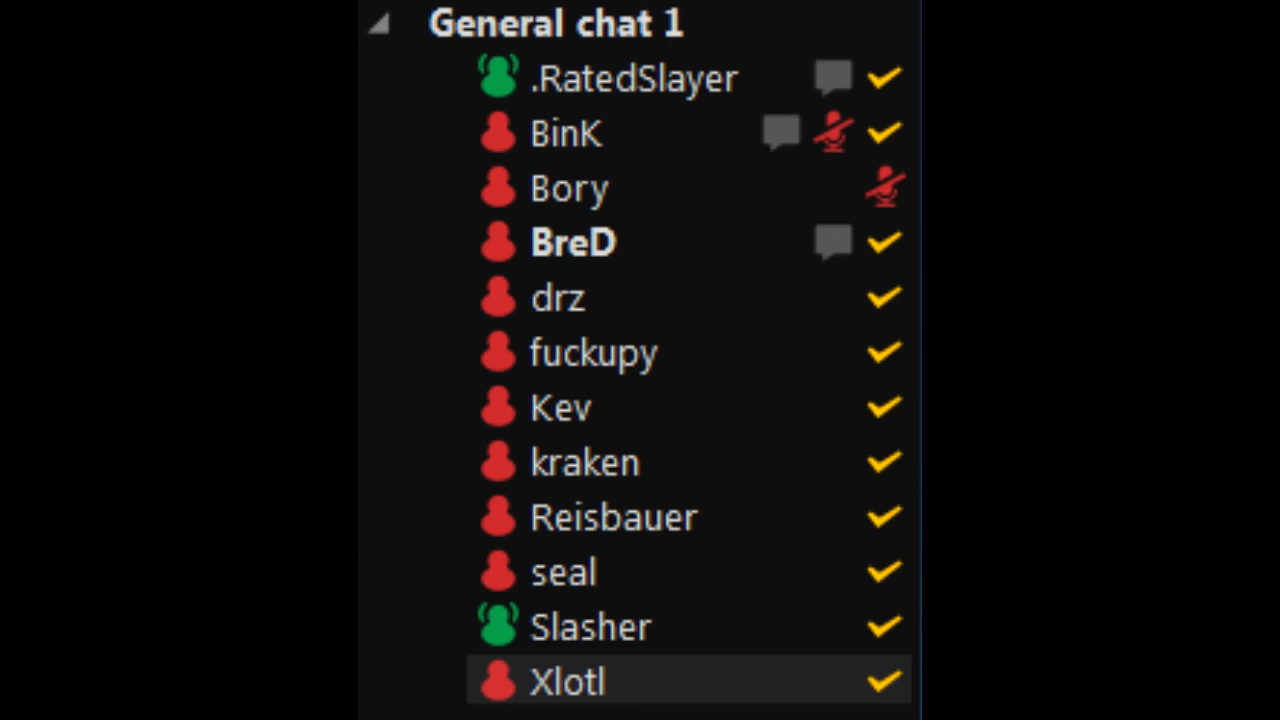 General chat 1
.RatedSlayer
BinK
Bory
BreD
drz
fuckupy
Kev
kraken
Reisbauer
seal
Slasher
Xlotl